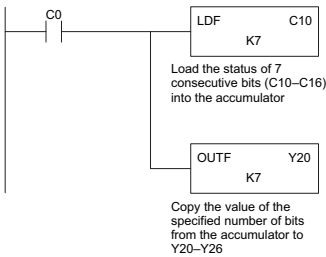 C0
LDF C10
K7
Load the status of 7
consecutive bits (C10–C16)
into the accumulator
OUTF Y20
K7
Copy the value of the
specified number of bits
from the accumulator to
Y20–Y26